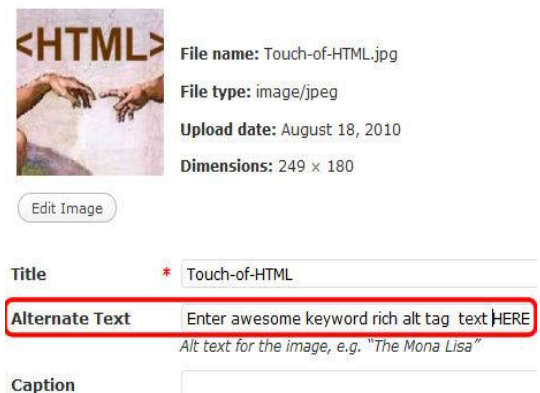 <HTML>
File name: Touch-of-HTML.jpg
File type: image/jpeg
Upload date: August 18, 2010
Dimensions: 249 × 180
Edit Image
Title * Touch-of-HTML
Alternate Text Enter awesome keyword rich alt tag  text HERE
Alt text for the image, e.g. “The Mona Lisa”
Caption